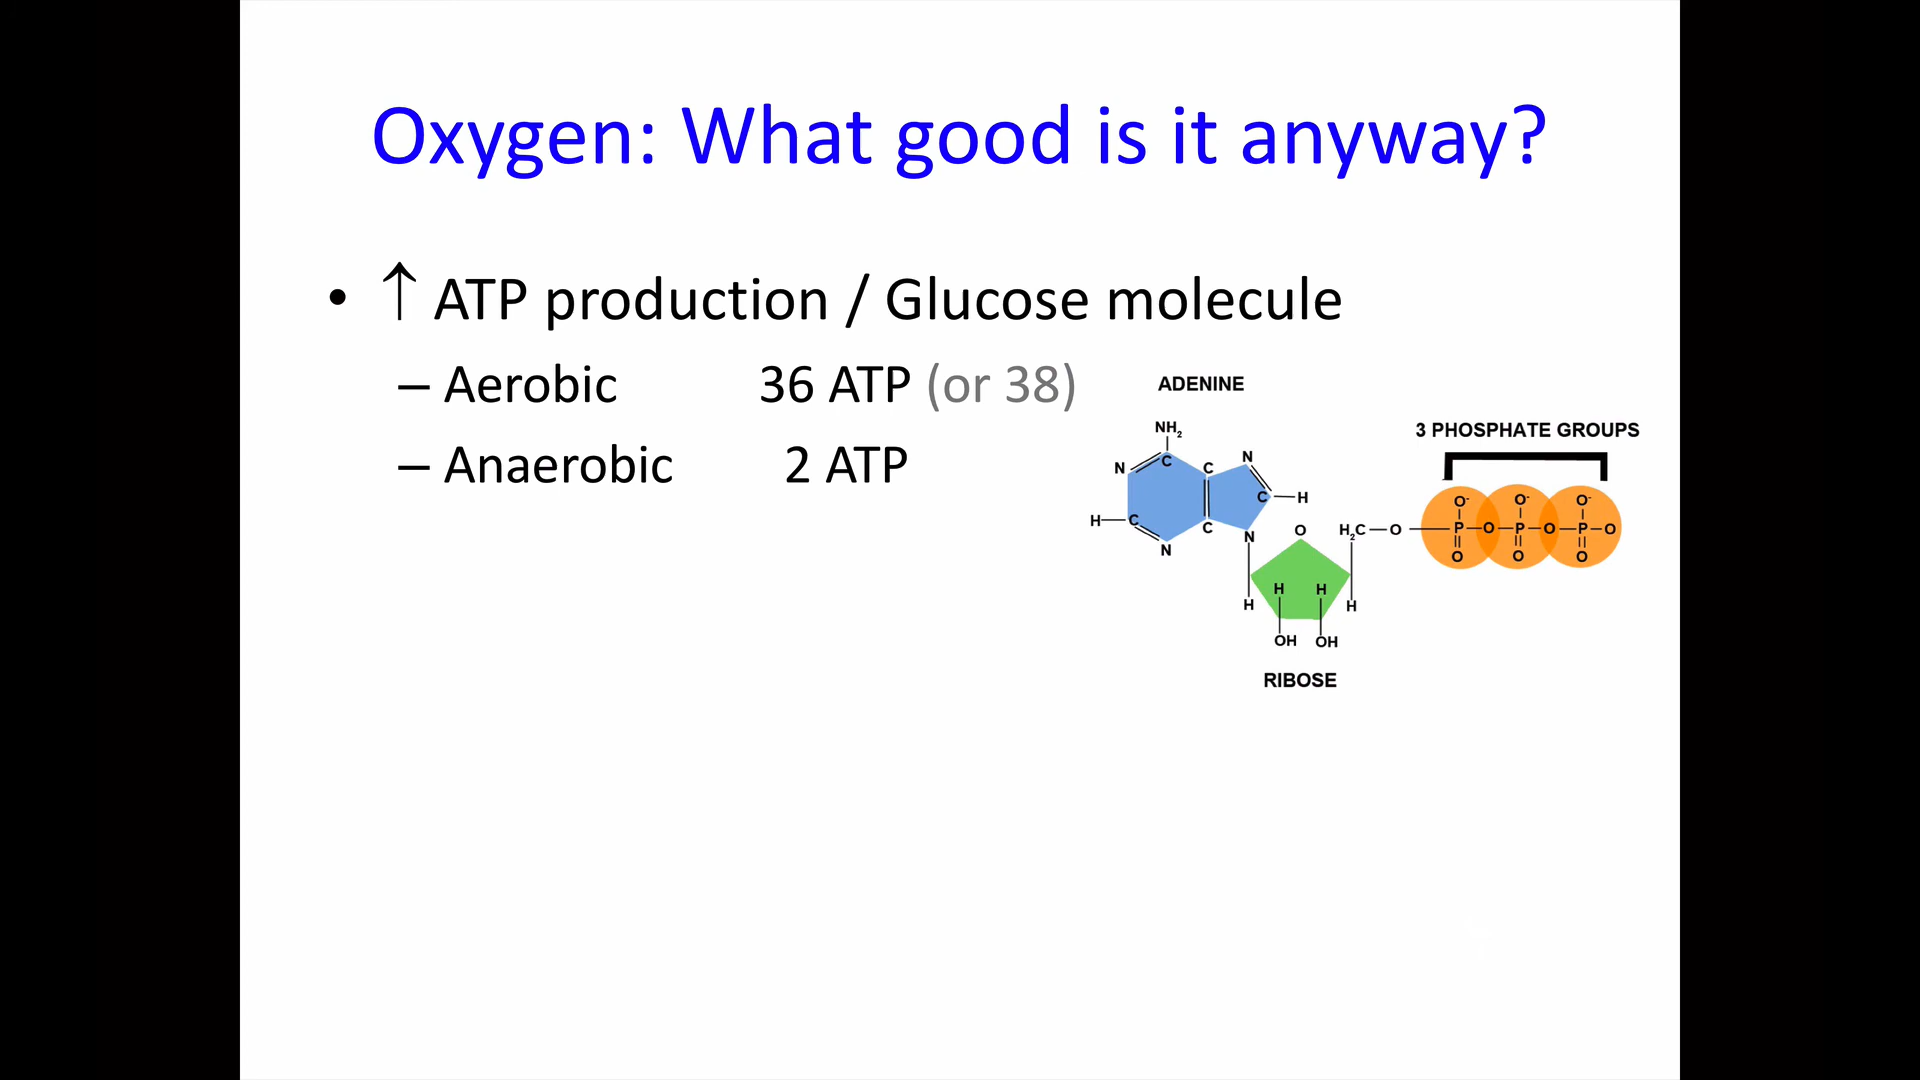 Oxygen: What good is it anyway?
• ↑ ATP production / Glucose molecule
– Aerobic 36 ATP (or 38)
– Anaerobic 2 ATP
ADENINE
NH₂
N C C N
C—H
H—C C N
N
3 PHOSPHATE GROUPS
O⁻ O⁻ O⁻
O H₂C—O P—O—P—O—P—O
O O O
H H H H
OH OH
RIBOSE